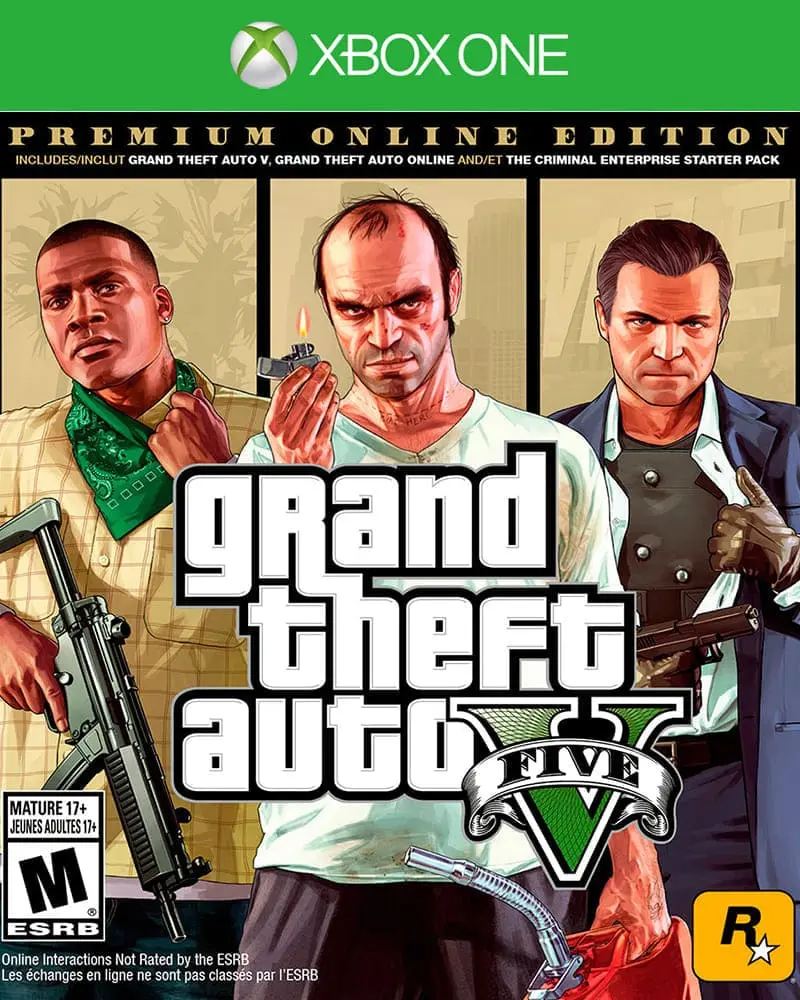 XBOX ONE
PREMIUM ONLINE EDITION
INCLUDES/INCLUT GRAND THEFT AUTO V, GRAND THEFT AUTO ONLINE AND/ET THE CRIMINAL ENTERPRISE STARTER PACK
grand
theft
auto V
FIVE
MATURE 17+
JEUNES ADULTES 17+
M
®
ESRB
R
Online Interactions Not Rated by the ESRB
Les échanges en ligne ne sont pas classés par l'ESRB